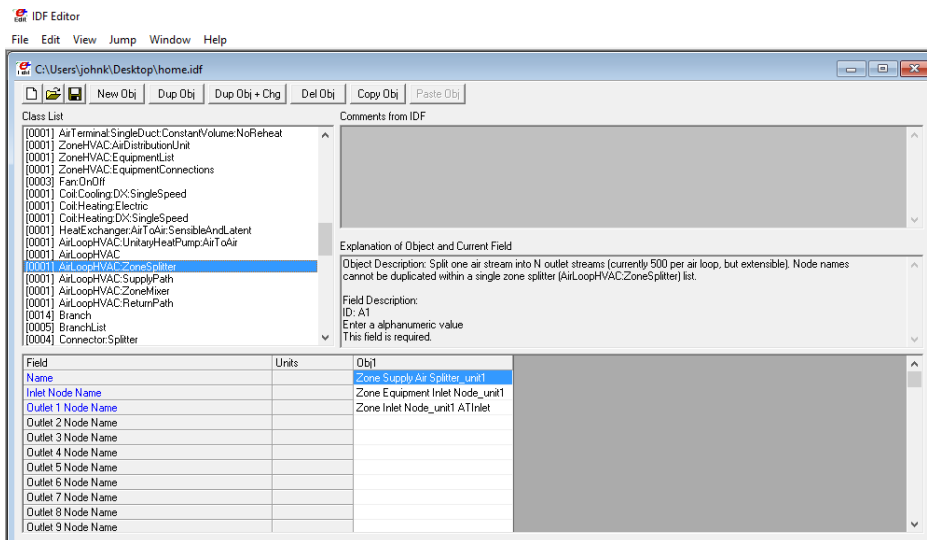 IDF Editor
File Edit View Jump Window Help
C:\Users\johnk\Desktop\home.idf
New Obj Dup Obj Dup Obj + Chg Del Obj Copy Obj Paste Obj
Class List
[0001] AirTerminal:SingleDuct:ConstantVolume:NoReheat
[0001] ZoneHVAC:AirDistributionUnit
[0001] ZoneHVAC:EquipmentList
[0001] ZoneHVAC:EquipmentConnections
[0003] Fan:OnOff
[0001] Coil:Cooling:DX:SingleSpeed
[0001] Coil:Heating:Electric
[0001] Coil:Heating:DX:SingleSpeed
[0001] HeatExchanger:AirToAir:SensibleAndLatent
[0001] AirLoopHVAC:UnitaryHeatPump:AirToAir
[0001] AirLoopHVAC
[0001] AirLoopHVAC:ZoneSplitter
[0001] AirLoopHVAC:SupplyPath
[0001] AirLoopHVAC:ZoneMixer
[0001] AirLoopHVAC:ReturnPath
[0014] Branch
[0005] BranchList
[0004] Connector:Splitter
Comments from IDF
Explanation of Object and Current Field
Object Description: Split one air stream into N outlet streams (currently 500 per air loop, but extensible). Node names
cannot be duplicated within a single zone splitter (AirLoopHVAC:ZoneSplitter) list.
Field Description:
ID: A1
Enter a alphanumeric value
This field is required.
Field Units Obj1
Name Zone Supply Air Splitter_unit1
Inlet Node Name Zone Equipment Inlet Node_unit1
Outlet 1 Node Name Zone Inlet Node_unit1 ATInlet
Outlet 2 Node Name
Outlet 3 Node Name
Outlet 4 Node Name
Outlet 5 Node Name
Outlet 6 Node Name
Outlet 7 Node Name
Outlet 8 Node Name
Outlet 9 Node Name